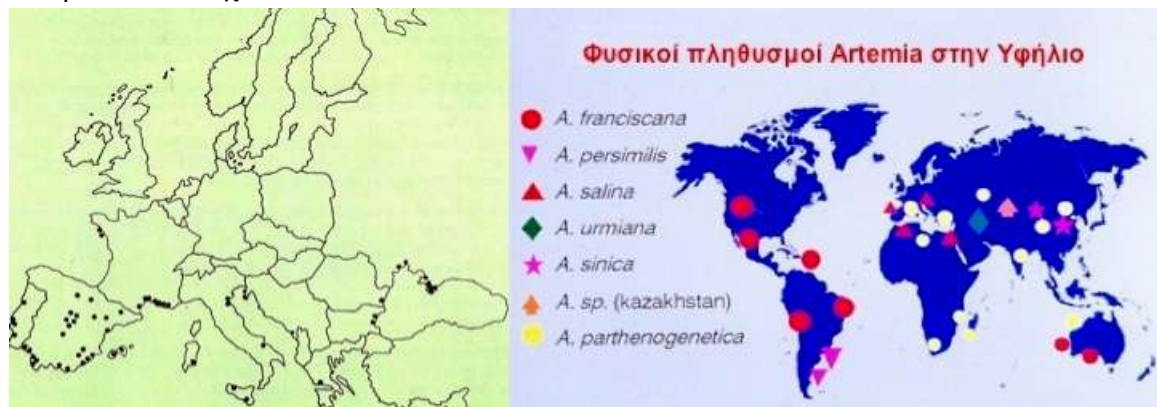 Φυσικοί πληθυσμοί Artemia στην Υφήλιο
A. franciscana
A. persimilis
A. salina
A. urmiana
A. sinica
A. sp. (kazakhstan)
A. parthenogenetica